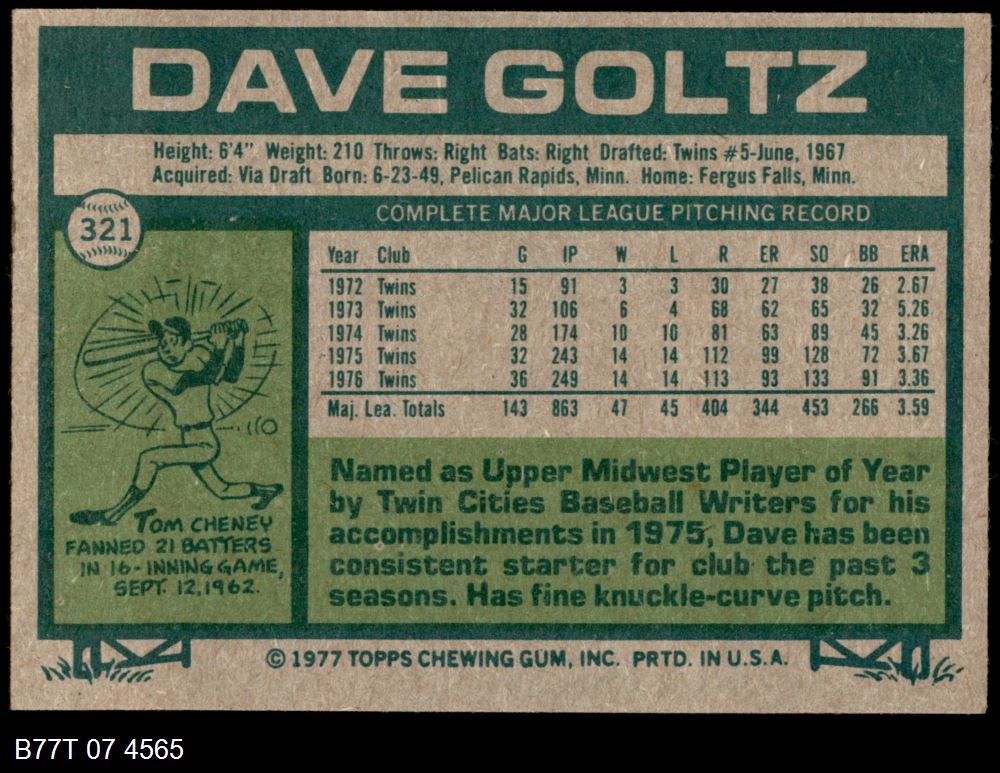 DAVE GOLTZ
Height: 6'4" Weight: 210 Throws: Right Bats: Right Drafted: Twins #5-June, 1967
Acquired: Via Draft Born: 6-23-49, Pelican Rapids, Minn. Home: Fergus Falls, Minn.
321
COMPLETE MAJOR LEAGUE PITCHING RECORD
Year Club G IP W L R ER SO BB ERA
1972 Twins 15 91 3 3 30 27 38 26 2.67
1973 Twins 32 106 6 4 68 62 65 32 5.26
1974 Twins 28 174 10 10 81 63 89 45 3.26
1975 Twins 32 243 14 14 112 99 128 72 3.67
1976 Twins 36 249 14 14 113 93 133 91 3.36
Maj. Lea. Totals 143 863 47 45 404 344 453 266 3.59
TOM CHENEY
FANNED 21 BATTERS
IN 16-INNING GAME,
SEPT. 12, 1962.
Named as Upper Midwest Player of Year
by Twin Cities Baseball Writers for his
accomplishments in 1975, Dave has been
consistent starter for club the past 3
seasons. Has fine knuckle-curve pitch.
© 1977 TOPPS CHEWING GUM, INC. PRTD. IN U.S.A.
B77T 07 4565